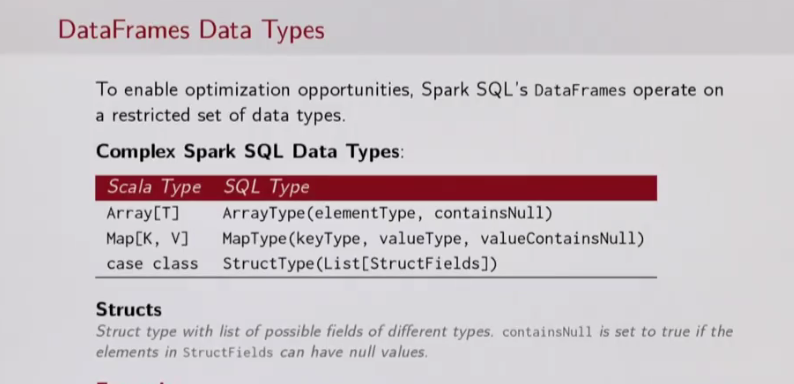 DataFrames Data Types
To enable optimization opportunities, Spark SQL's DataFrames operate on
a restricted set of data types.
Complex Spark SQL Data Types:
Scala Type SQL Type
Array[T] ArrayType(elementType, containsNull)
Map[K, V] MapType(keyType, valueType, valueContainsNull)
case class StructType(List[StructFields])
Structs
Struct type with list of possible fields of different types. containsNull is set to true if the
elements in StructFields can have null values.